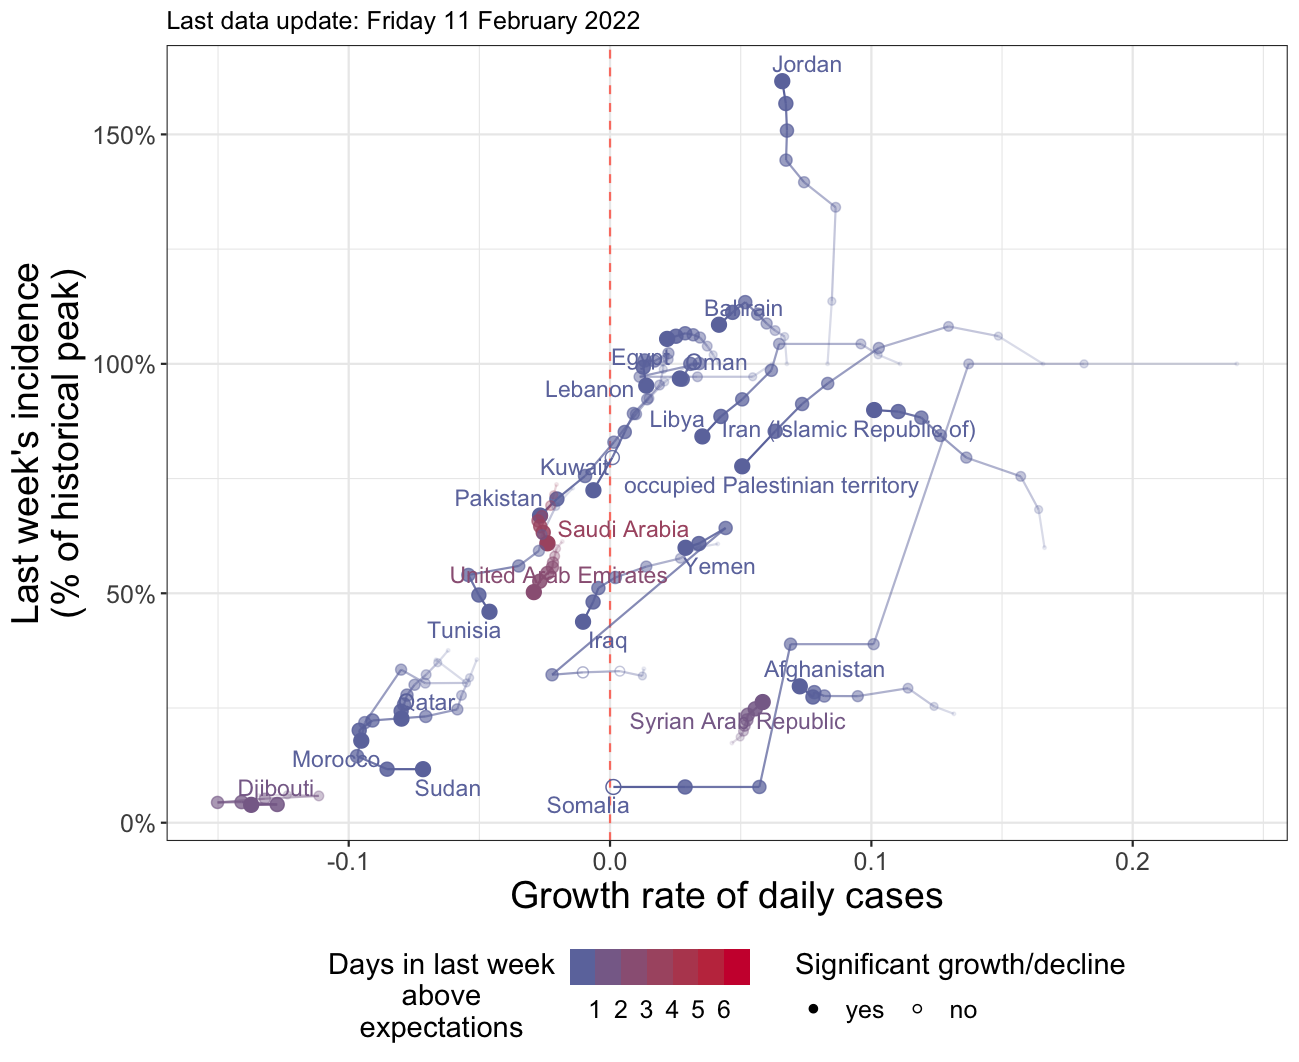 Last data update: Friday 11 February 2022
Last week's incidence
(% of historical peak)
150%
100%
50%
0%
Jordan
Bahrain
Egypt
Oman
Lebanon
Libya
Iran (Islamic Republic of)
Kuwait
occupied Palestinian territory
Pakistan
Saudi Arabia
Yemen
United Arab Emirates
Tunisia
Iraq
Afghanistan
Qatar
Syrian Arab Republic
Morocco
Djibouti
Sudan
Somalia
-0.1
0.0
0.1
0.2
Growth rate of daily cases
Days in last week
above
expectations
1 2 3 4 5 6
Significant growth/decline
yes no